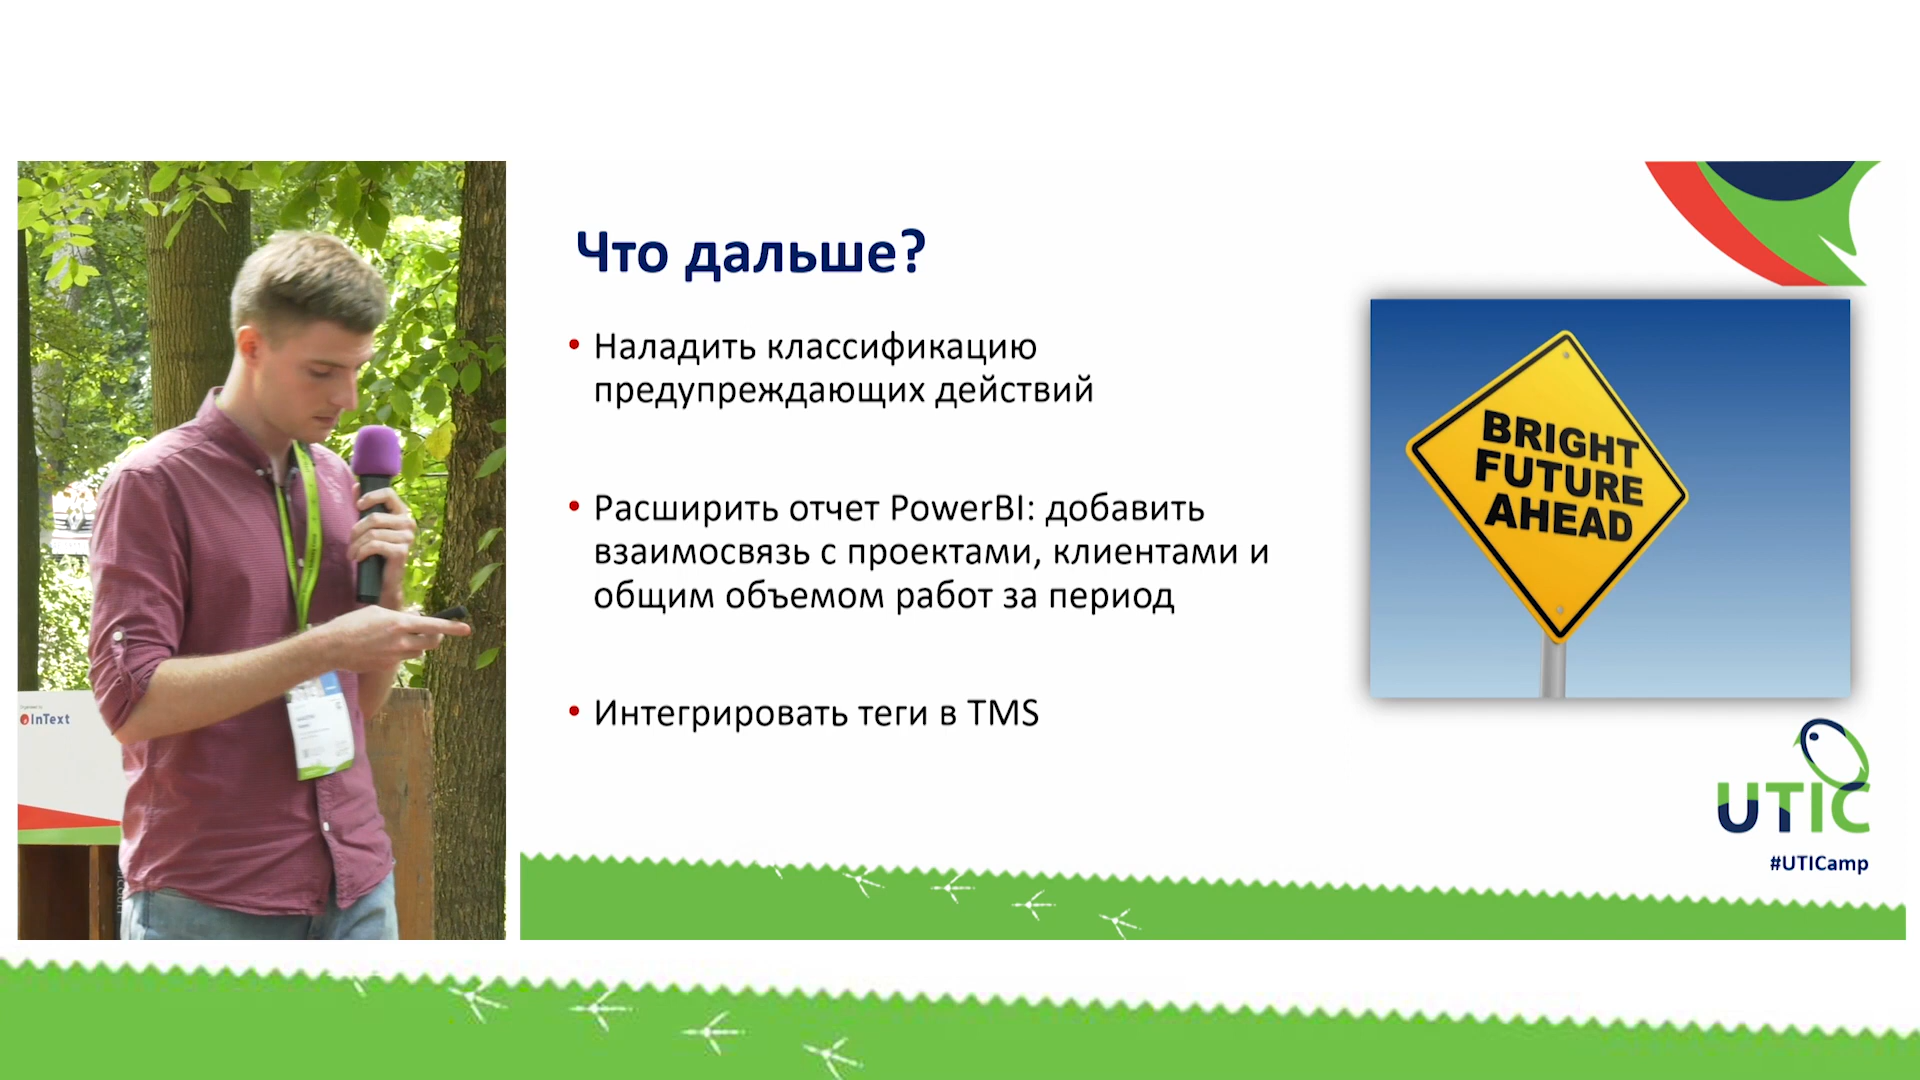 Что дальше?
• Наладить классификацию
предупреждающих действий
• Расширить отчет PowerBI: добавить
взаимосвязь с проектами, клиентами и
общим объемом работ за период
• Интегрировать теги в TMS
BRIGHT
FUTURE
AHEAD
InText
UTIC
#UTICamp